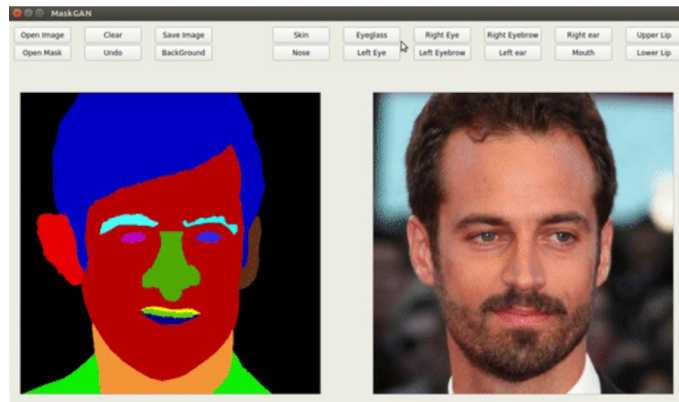 MaskGAN
Open Image Clear Save Image Skin Eyeglass Right Eye Right Eyebrow Right ear Upper Lip
Open Mask Undo BackGround Nose Left Eye Left Eyebrow Left ear Mouth Lower Lip